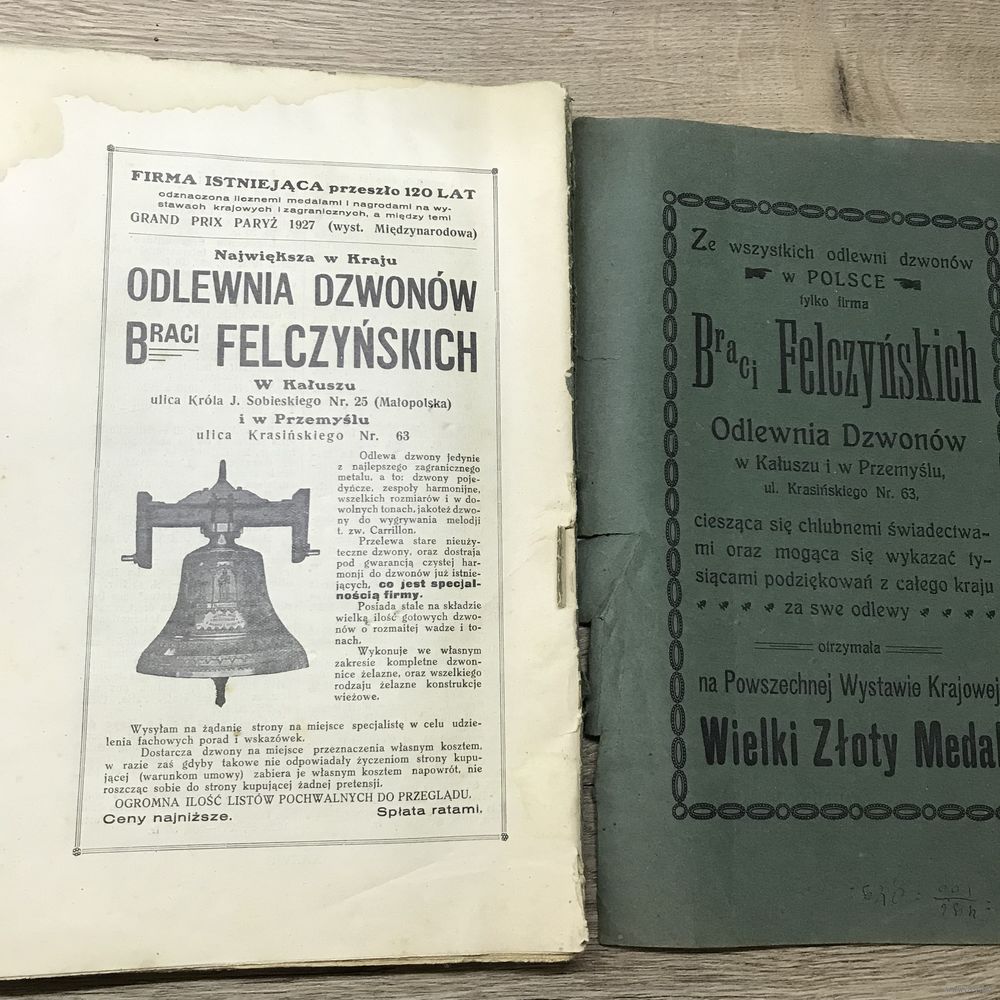 FIRMA ISTNIEJĄCA przeszło 120 LAT
odznaczona licznemi medalami i nagrodami na wy-
stawach krajowych i zagranicznych, a między temi
GRAND PRIX PARYŻ 1927 (wyst. Międzynarodowa)
Największa w Kraju
ODLEWNIA DZWONÓW
BRACI FELCZYŃSKICH
W Kałuszu
ulica Króla J. Sobieskiego Nr. 25 (Małopolska)
i w Przemyślu
ulica Krasińskiego Nr. 63
Odlewa dzwony jedynie
z najlepszego zagranicznego
metalu, a to: dzwony poje-
dyńcze, zespoły harmonijne,
wszelkich rozmiarów i w do-
wolnych tonach, jakoteż dzwo-
ny do wygrywania melodji
t. zw. Carrillon.
Przelewa stare nieuży-
teczne dzwony, oraz dostraja
pod gwarancją czystej har-
monji do dzwonów już istnie-
jących, co jest specjal-
nością firmy.
Posiada stale na składzie
wielką ilość gotowych dzwo-
nów o rozmaitej wadze i to-
nach.
Wykonuje we własnym
zakresie kompletne dzwon-
nice żelazne, oraz wszelkiego
rodzaju żelazne konstrukcje
wieżowe.
Wysyłam na żądanie strony na miejsce specjalistę w celu udzie-
lenia fachowych porad i wskazówek.
Dostarcza dzwony na miejsce przeznaczenia własnym kosztem,
w razie zaś gdyby takowe nie odpowiadały życzeniom strony kupu-
jącej (warunkom umowy) zabiera je własnym kosztem napowrót, nie
roszcząc sobie do strony kupującej żadnej pretensji.
OGROMNA ILOŚĆ LISTÓW POCHWALNYCH DO PRZEGLĄDU.
Ceny najniższe. Spłata ratami.
Ze wszystkich odlewni dzwonów
w POLSCE
tylko firma
Braci Felczyńskich
Odlewnia Dzwonów
w Kałuszu i w Przemyślu,
ul. Krasińskiego Nr. 63,
ciesząca się chlubnemi świadectwa-
mi oraz mogąca się wykazać ty-
siącami podziękowań z całego kraju
za swe odlewy
otrzymała
na Powszechnej Wystawie Krajowej
Wielki Złoty Medal